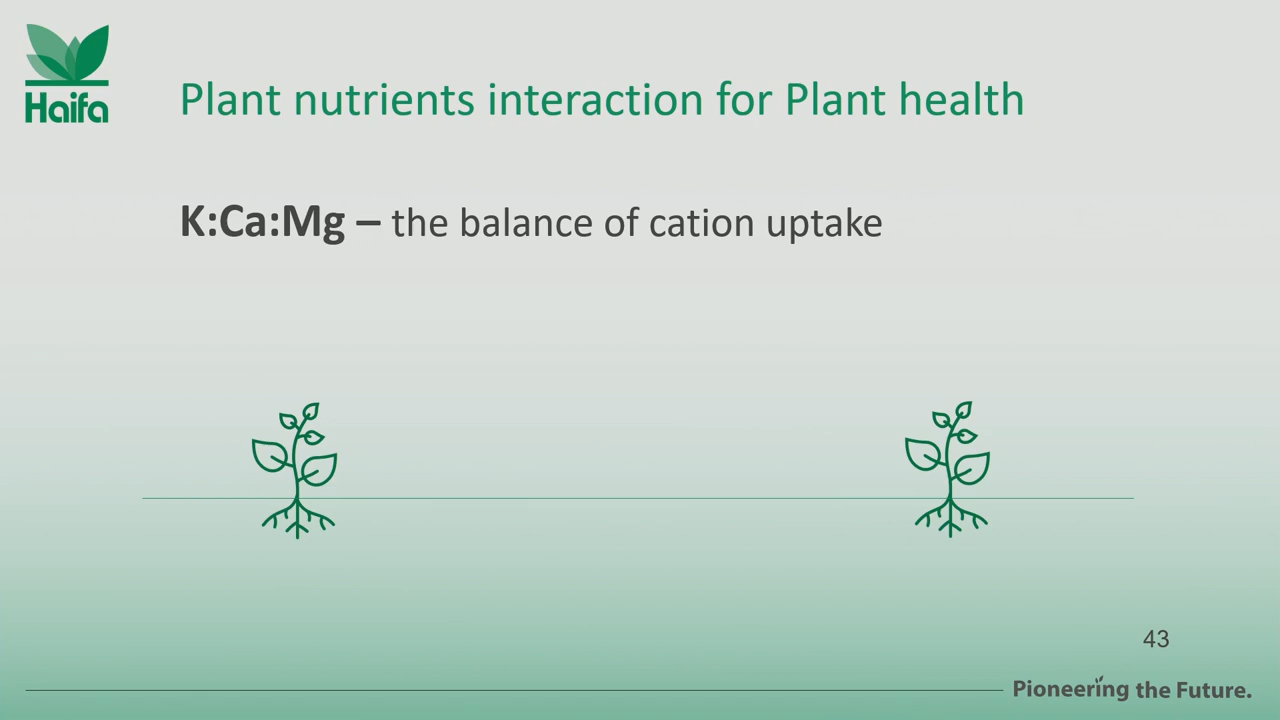 Haifa
Plant nutrients interaction for Plant health
K:Ca:Mg – the balance of cation uptake
43
Pioneering the Future.